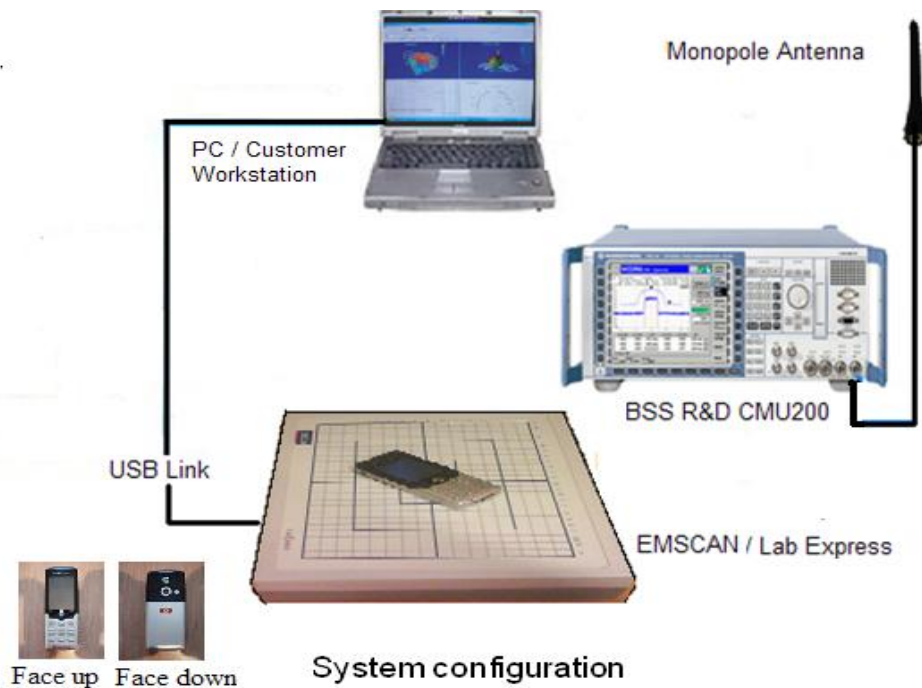 Monopole Antenna
PC / Customer
Workstation
BSS R&D CMU200
USB Link
EMSCAN / Lab Express
Face up
Face down
System configuration